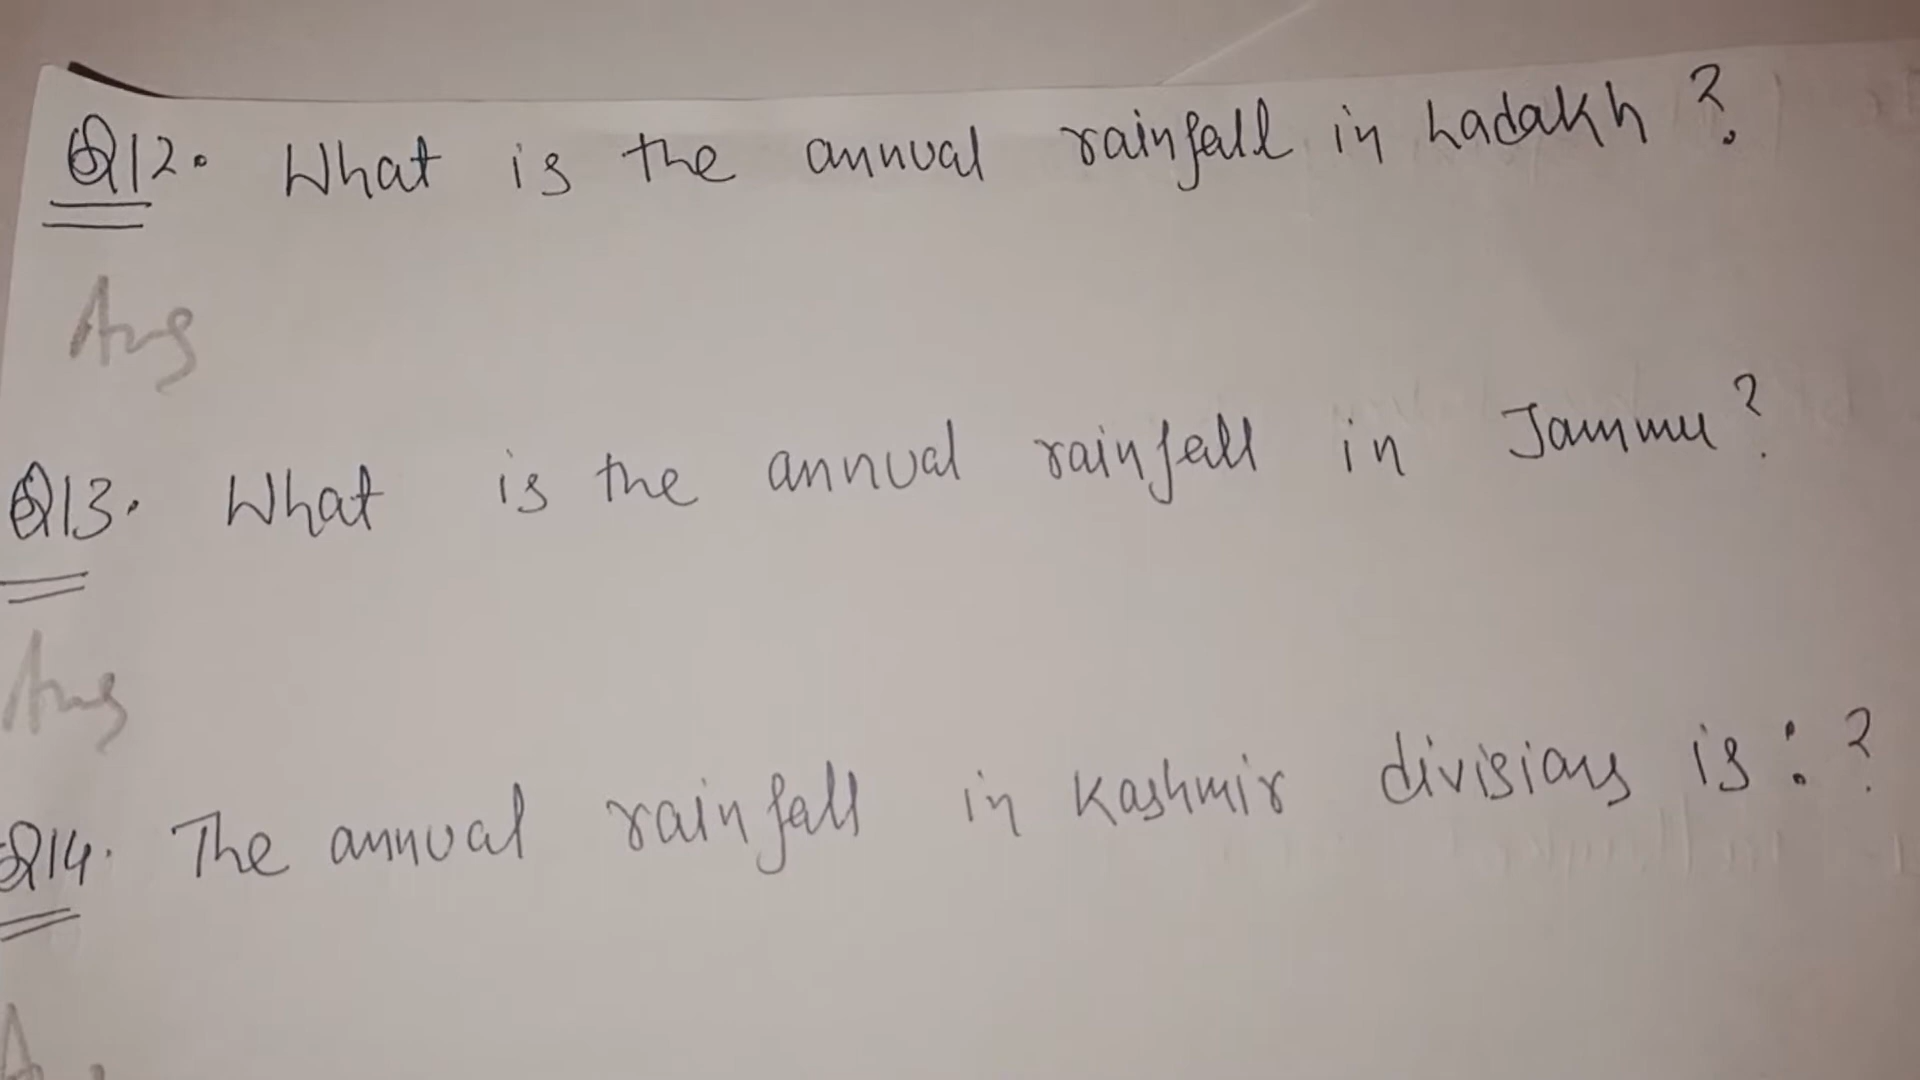 Q12. What is the annual rainfall in Ladakh ?
Ans
Q13. What is the annual rainfall in Jammu ?
Ans
Q14. The annual rainfall in Kashmir divisions is : ?